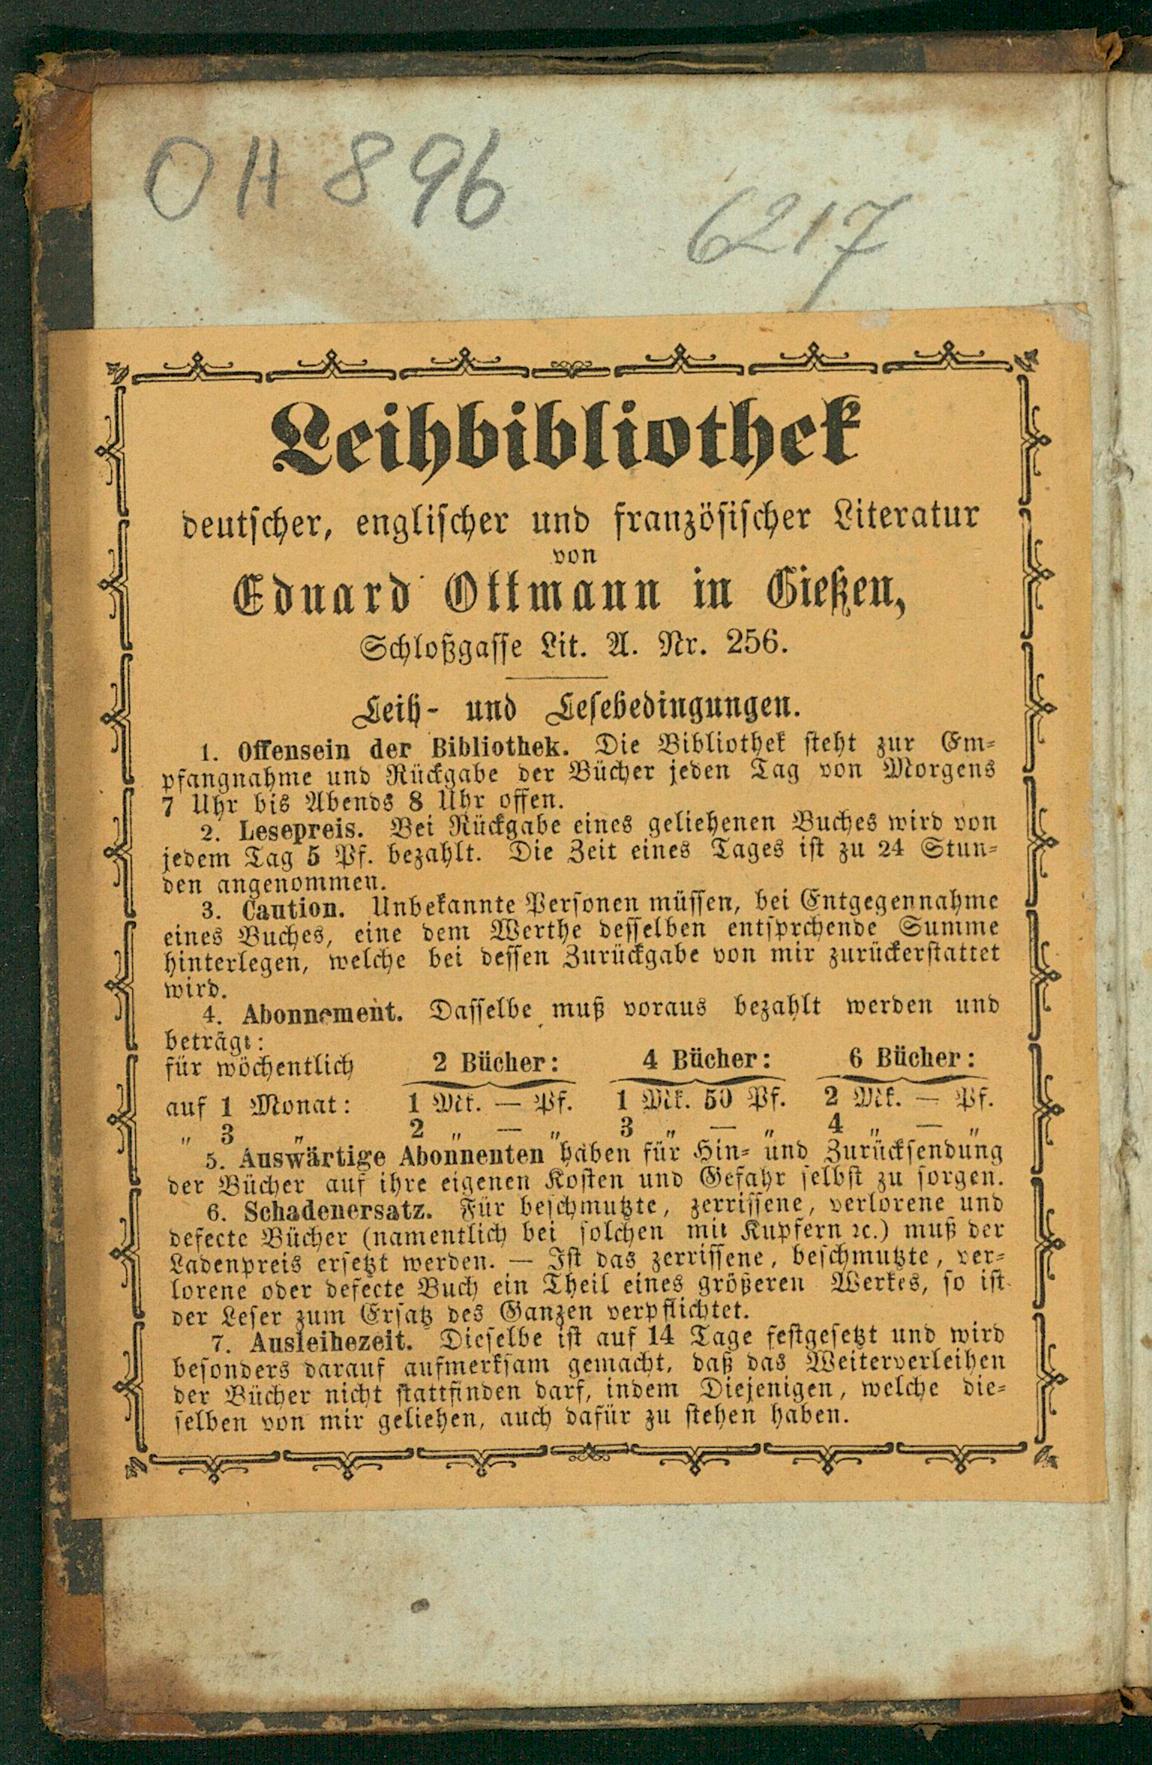 OH 896
6217
Leihbibliothek
deutscher, englischer und französischer Literatur
von
Eduard Ottmann in Gießen,
Schloßgasse Lit. A. Nr. 256.
Leih- und Lesebedingungen.
1. Offensein der Bibliothek. Die Bibliothek steht zur Em-
pfangnahme und Rückgabe der Bücher jeden Tag von Morgens
7 Uhr bis Abends 8 Uhr offen.
2. Lesepreis. Bei Rückgabe eines geliehenen Buches wird von
jedem Tag 5 Pf. bezahlt. Die Zeit eines Tages ist zu 24 Stun-
den angenommen.
3. Caution. Unbekannte Personen müssen, bei Entgegennahme
eines Buches, eine dem Werthe desselben entsprchende Summe
hinterlegen, welche bei dessen Zurückgabe von mir zurückerstattet
wird.
4. Abonnement. Dasselbe muß voraus bezahlt werden und
beträgt:
für wöchentlich 2 Bücher: 4 Bücher: 6 Bücher:
auf 1 Monat: 1 Mk. — Pf. 1 Mk. 50 Pf. 2 Mk. — Pf.
„ 3 „ 2 „ — „ 3 „ — „ 4 „ — „
5. Auswärtige Abonnenten haben für Hin- und Zurücksendung
der Bücher auf ihre eigenen Kosten und Gefahr selbst zu sorgen.
6. Schadenersatz. Für beschmutzte, zerrissene, verlorene und
defecte Bücher (namentlich bei solchen mit Kupfern ꝛc.) muß der
Ladenpreis ersetzt werden. — Ist das zerrissene, beschmutzte, ver-
lorene oder defecte Buch ein Theil eines größeren Werkes, so ist
der Leser zum Ersatz des Ganzen verpflichtet.
7. Ausleihezeit. Dieselbe ist auf 14 Tage festgesetzt und wird
besonders darauf aufmerksam gemacht, daß das Weiterverleihen
der Bücher nicht stattfinden darf, indem Diejenigen, welche die-
selben von mir geliehen, auch dafür zu stehen haben.